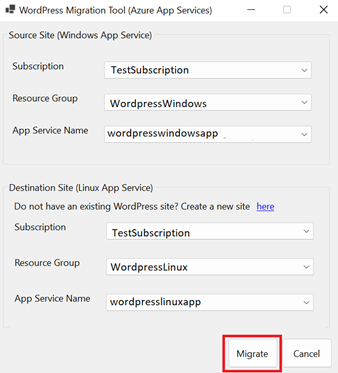 WordPress Migration Tool (Azure App Services)
Source Site (Windows App Service)
Subscription TestSubscription
Resource Group WordpressWindows
App Service Name wordpresswindowsapp
Destination Site (Linux App Service)
Do not have an existing WordPress site? Create a new site here
Subscription TestSubscription
Resource Group WordpressLinux
App Service Name wordpresslinuxapp
Migrate Cancel